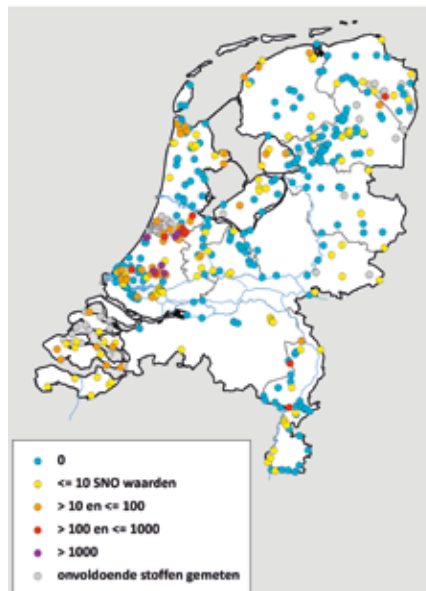 0
<= 10 SNO waarden
> 10 en <= 100
> 100 en <= 1000
> 1000
onvoldoende stoffen gemeten